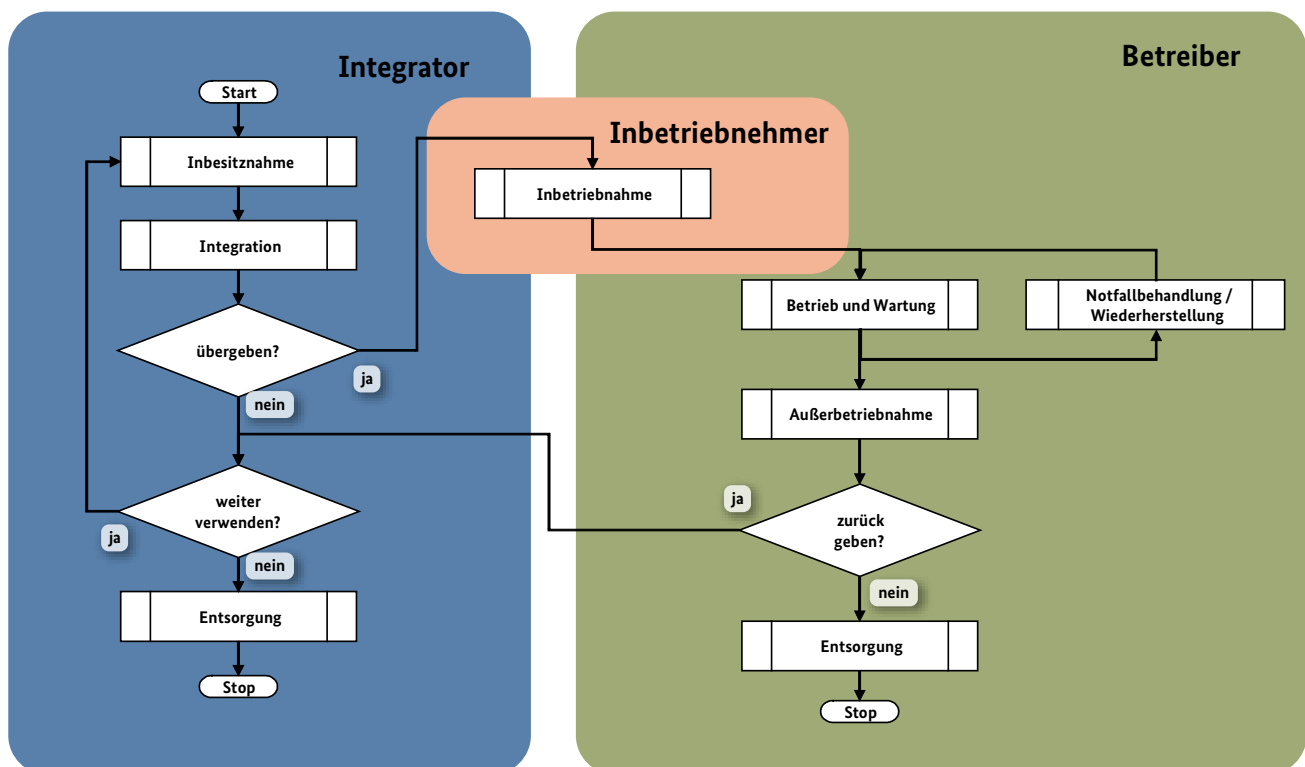 Integrator
Start
Inbesitznahme
Integration
übergeben?
ja
nein
weiter
verwenden?
ja
nein
Entsorgung
Stop
Inbetriebnehmer
Inbetriebnahme
Betreiber
Betrieb und Wartung
Notfallbehandlung /
Wiederherstellung
Außerbetriebnahme
ja
zurück
geben?
nein
Entsorgung
Stop